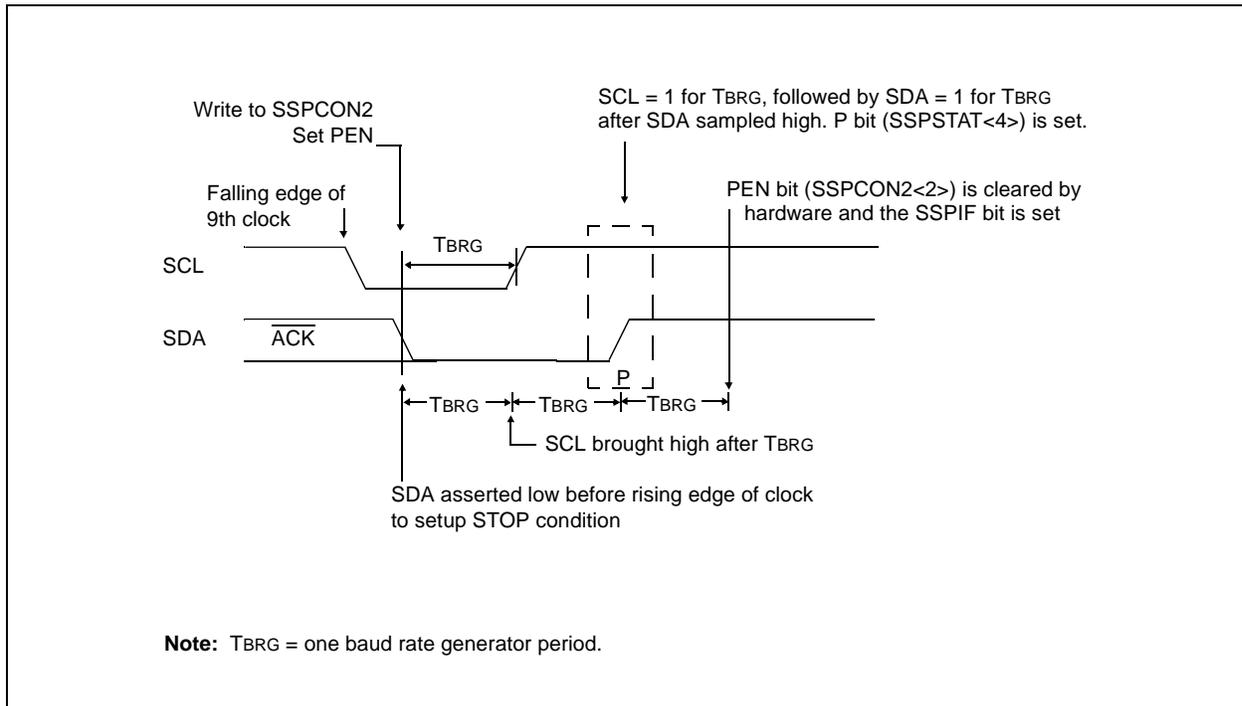 Write to SSPCON2
Set PEN
SCL = 1 for TBRG, followed by SDA = 1 for TBRG
after SDA sampled high. P bit (SSPSTAT<4>) is set.
Falling edge of
9th clock
PEN bit (SSPCON2<2>) is cleared by
hardware and the SSPIF bit is set
TBRG
SCL
SDA
ACK
P
TBRG
TBRG
TBRG
SCL brought high after TBRG
SDA asserted low before rising edge of clock
to setup STOP condition
Note: TBRG = one baud rate generator period.